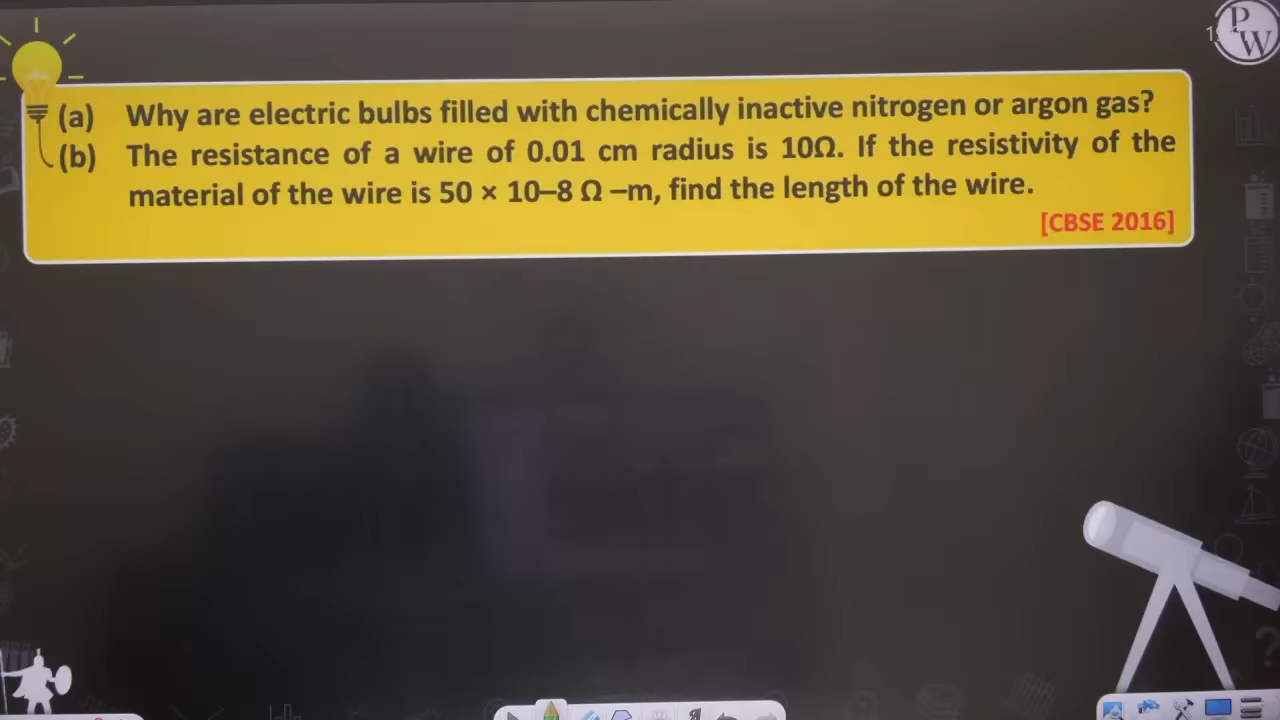 PW
(a) Why are electric bulbs filled with chemically inactive nitrogen or argon gas?
(b) The resistance of a wire of 0.01 cm radius is 10Ω. If the resistivity of the
material of the wire is 50 × 10–8 Ω –m, find the length of the wire.
[CBSE 2016]